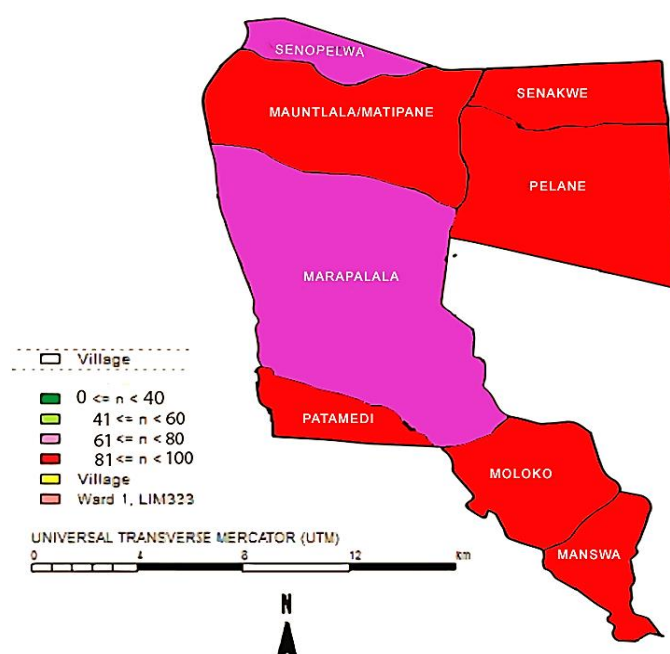 SENOPELWA
MAUNTLALA/MATIPANE
SENAKWE
PELANE
MARAPALALA
PATAMEDI
MOLOKO
MANSWA
Village
0 <= n < 40
41 <= n < 60
61 <= n < 80
81 <= n < 100
Village
Ward 1, LIM323
UNIVERSAL TRANSVERSE MERCATOR (UTM)
0 4 8 12 km
N